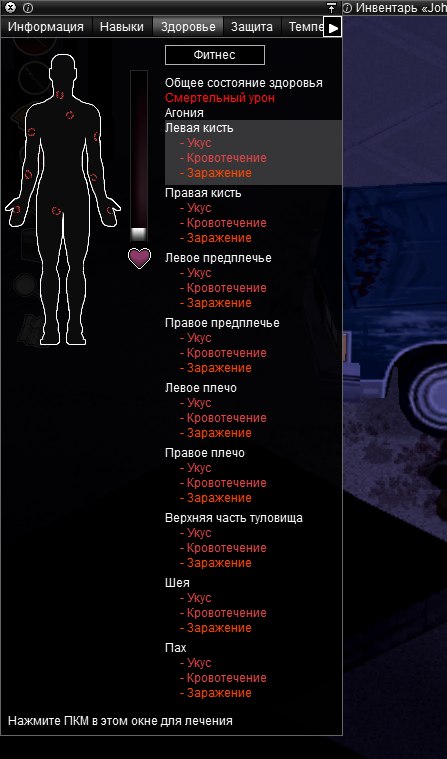 Инвентарь «Joh
Информация Навыки Здоровье Защита Темпе
Фитнес
Общее состояние здоровья
Смертельный урон
Агония
Левая кисть
- Укус
- Кровотечение
- Заражение
Правая кисть
- Укус
- Кровотечение
- Заражение
Левое предплечье
- Укус
- Кровотечение
- Заражение
Правое предплечье
- Укус
- Кровотечение
- Заражение
Левое плечо
- Укус
- Кровотечение
- Заражение
Правое плечо
- Укус
- Кровотечение
- Заражение
Верхняя часть туловища
- Укус
- Кровотечение
- Заражение
Шея
- Укус
- Кровотечение
- Заражение
Пах
- Укус
- Кровотечение
- Заражение
Нажмите ПКМ в этом окне для лечения